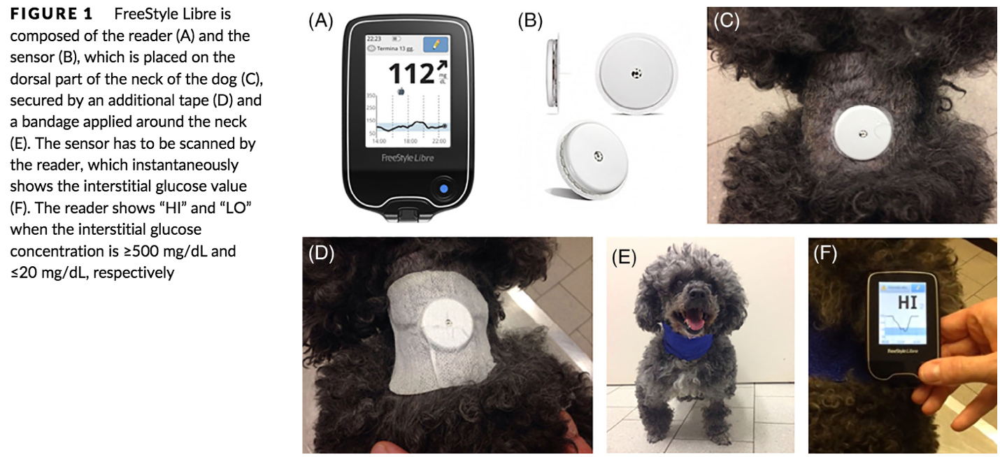 FIGURE 1 FreeStyle Libre is
composed of the reader (A) and the
sensor (B), which is placed on the
dorsal part of the neck of the dog (C),
secured by an additional tape (D) and
a bandage applied around the neck
(E). The sensor has to be scanned by
the reader, which instantaneously
shows the interstitial glucose value
(F). The reader shows “HI” and “LO”
when the interstitial glucose
concentration is ≥500 mg/dL and
≤20 mg/dL, respectively
(A)
22:23
Termina 13 gg.
112
mg
dL
350
250
150
50
14:00 18:00 22:00
FreeStyle Libre
(B)
(C)
(D)
(E)
(F)
HI
FreeStyle Libre